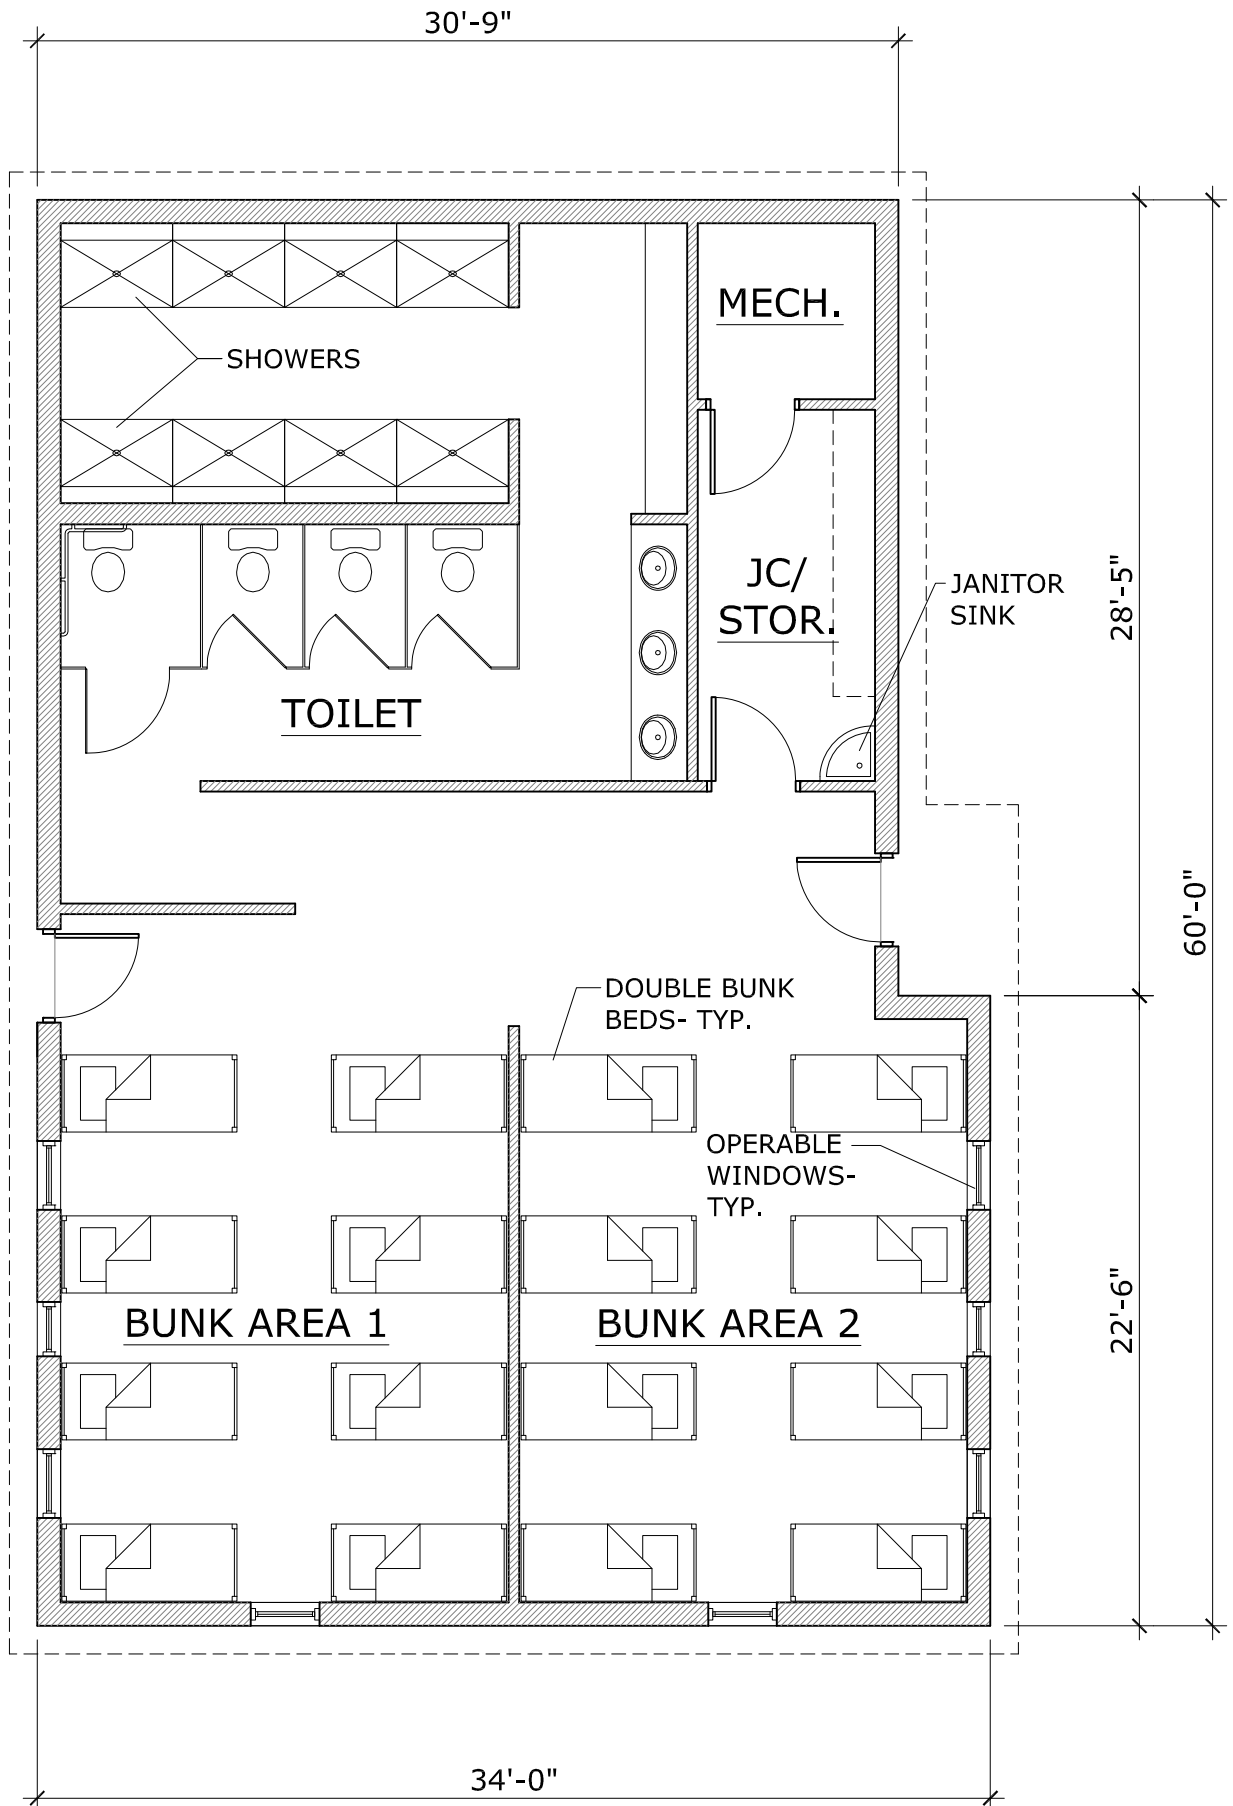 30'-9"
MECH.
SHOWERS
JC/
STOR.
JANITOR
SINK
28'-5"
TOILET
60'-0"
DOUBLE BUNK
BEDS- TYP.
OPERABLE
WINDOWS-
TYP.
22'-6"
BUNK AREA 1
BUNK AREA 2
34'-0"